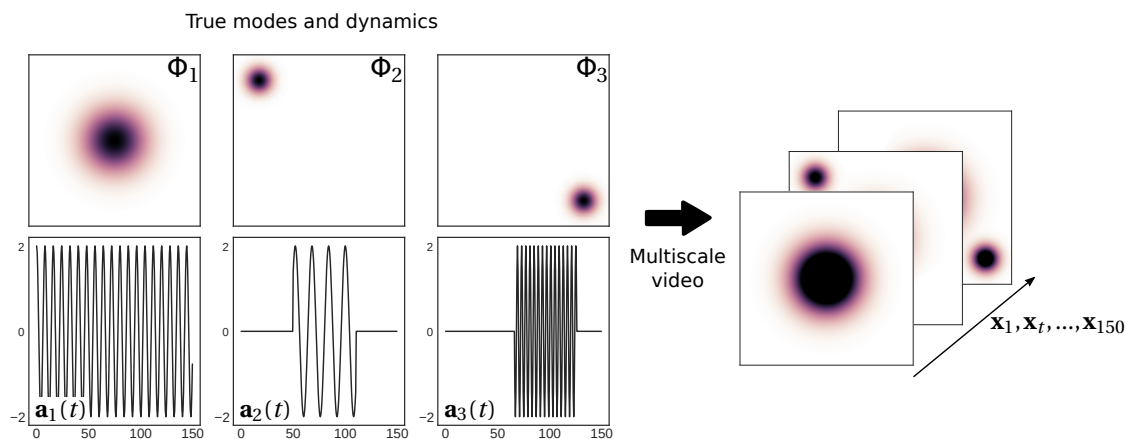 True modes and dynamics
Φ1
Φ2
Φ3
2
0
−2
a1(t)
0 50 100 150
2
0
−2
a2(t)
0 50 100 150
2
0
−2
a3(t)
0 50 100 150
Multiscale
video
x1, xt, ..., x150